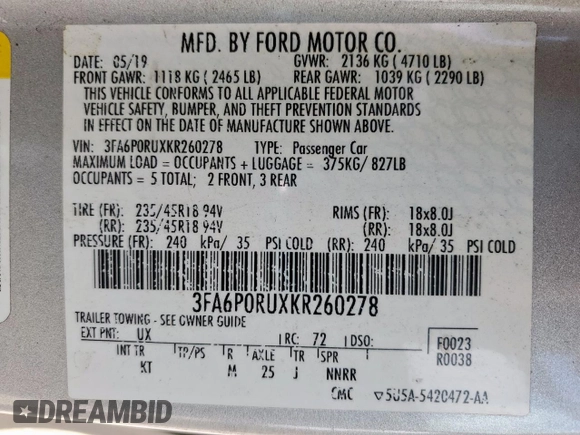 MFD. BY FORD MOTOR CO.
DATE: 05/19 GVWR: 2136 KG ( 4710 LB)
FRONT GAWR: 1118 KG ( 2465 LB) REAR GAWR: 1039 KG ( 2290 LB)
THIS VEHICLE CONFORMS TO ALL APPLICABLE FEDERAL MOTOR
VEHICLE SAFETY, BUMPER, AND THEFT PREVENTION STANDARDS
IN EFFECT ON THE DATE OF MANUFACTURE SHOWN ABOVE.
VIN: 3FA6P0RUXKR260278 TYPE: Passenger Car
MAXIMUM LOAD = OCCUPANTS + LUGGAGE = 375KG/ 827LB
OCCUPANTS = 5 TOTAL; 2 FRONT, 3 REAR
TIRE (FR): 235/45R18 94V RIMS (FR): 18x8.0J
(RR): 235/45R18 94V (RR): 18x8.0J
PRESSURE (FR): 240 kPa/ 35 PSI COLD (RR): 240 kPa/ 35 PSI COLD
3FA6P0RUXKR260278
TRAILER TOWING - SEE OWNER GUIDE
EXT PNT: UX RC: 72 DSO: F0023
R0038
INT TR TP/PS R AXLE TR SPR
KT M 25 J NNRR
CMC ▽5U5A-5420472-AA
DREAMBID